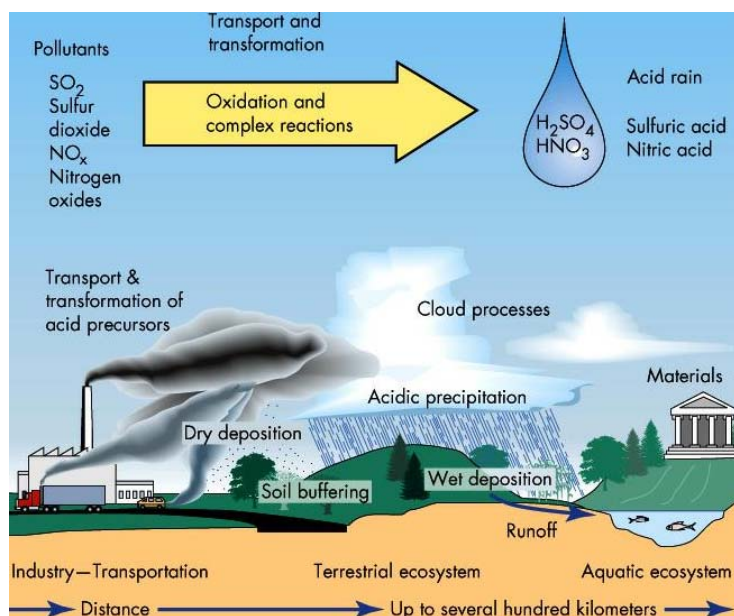 Pollutants
SO₂
Sulfur
dioxide
NOₓ
Nitrogen
oxides
Transport and
transformation
Oxidation and
complex reactions
H₂SO₄
HNO₃
Acid rain
Sulfuric acid
Nitric acid
Transport &
transformation of
acid precursors
Cloud processes
Acidic precipitation
Materials
Dry deposition
Soil buffering
Wet deposition
Runoff
Industry—Transportation
Terrestrial ecosystem
Aquatic ecosystem
Distance
Up to several hundred kilometers